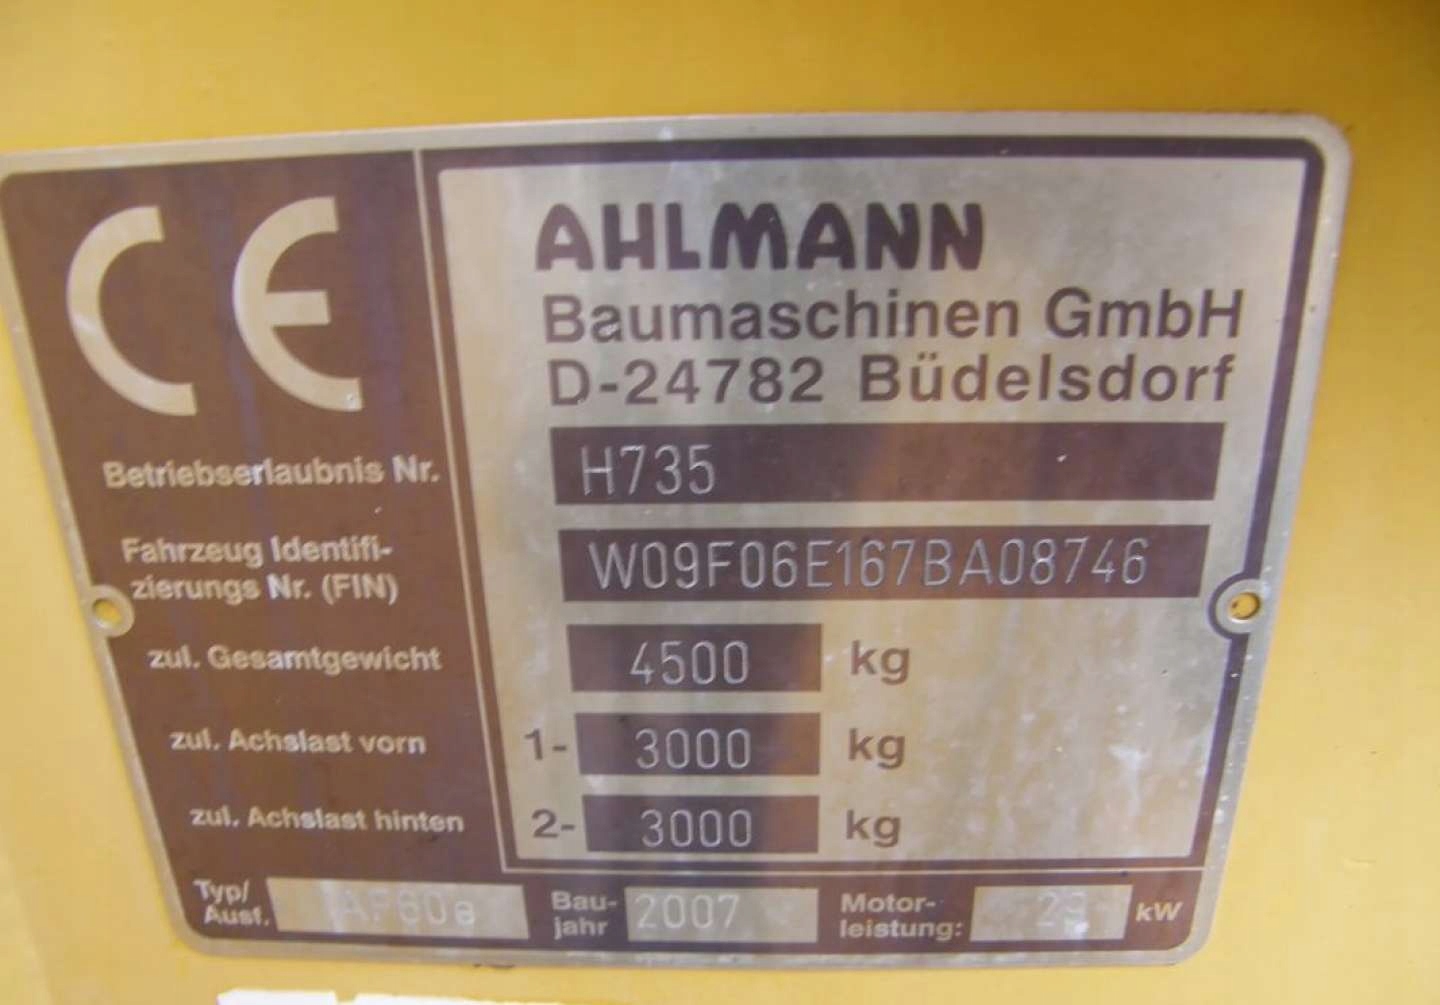 CE
AHLMANN
Baumaschinen GmbH
D-24782 Büdelsdorf
Betriebserlaubnis Nr. H735
Fahrzeug Identifi-
zierungs Nr. (FIN) W09F06E167BA08746
zul. Gesamtgewicht 4500 kg
zul. Achslast vorn 1- 3000 kg
zul. Achslast hinten 2- 3000 kg
Typ/
Ausf. AF60e
Bau-
jahr 2007
Motor-
leistung: kW